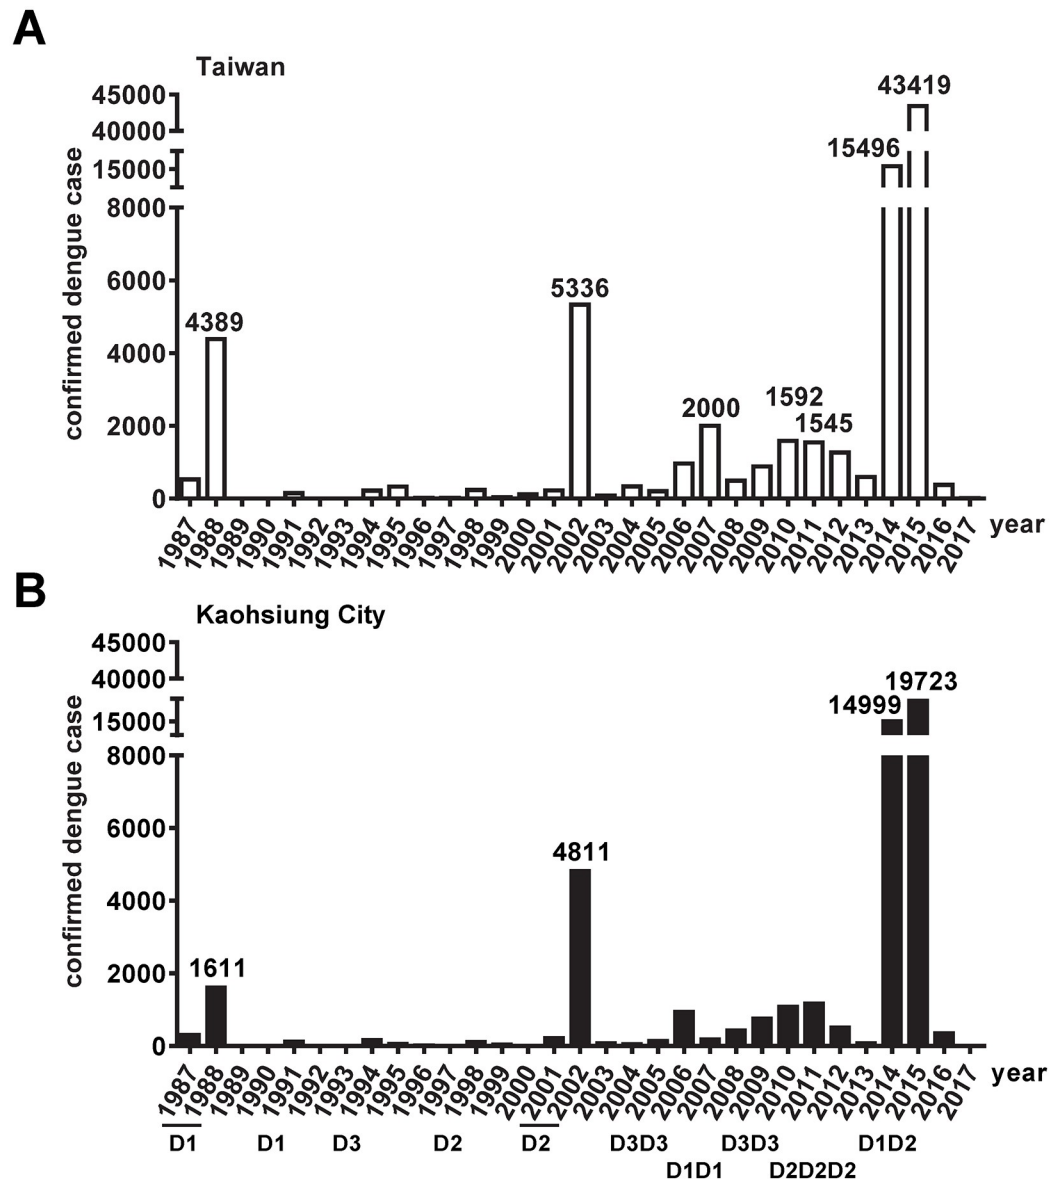 A
Taiwan
confirmed dengue case
45000
40000
15000
8000
6000
4000
2000
0
4389
5336
2000
1592
1545
15496
43419
1987 1988 1989 1990 1991 1992 1993 1994 1995 1996 1997 1998 1999 2000 2001 2002 2003 2004 2005 2006 2007 2008 2009 2010 2011 2012 2013 2014 2015 2016 2017 year
B
Kaohsiung City
confirmed dengue case
45000
40000
15000
8000
6000
4000
2000
0
1611
4811
14999
19723
1987 1988 1989 1990 1991 1992 1993 1994 1995 1996 1997 1998 1999 2000 2001 2002 2003 2004 2005 2006 2007 2008 2009 2010 2011 2012 2013 2014 2015 2016 2017 year
D1 D1 D3 D2 D2 D3D3 D3D3 D1D2
D1D1 D2D2D2